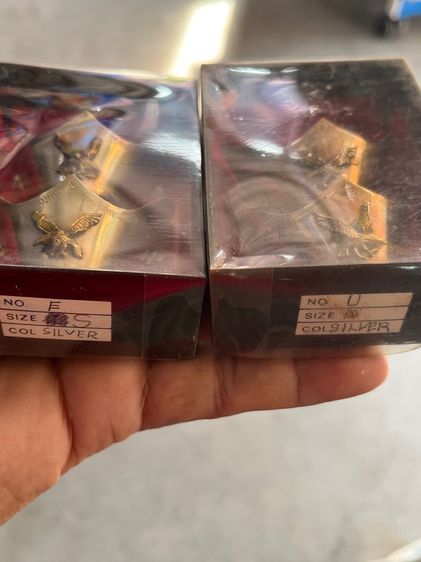 NO E
SIZE S
COL SILVER
NO. U
SIZE
COL SILVER